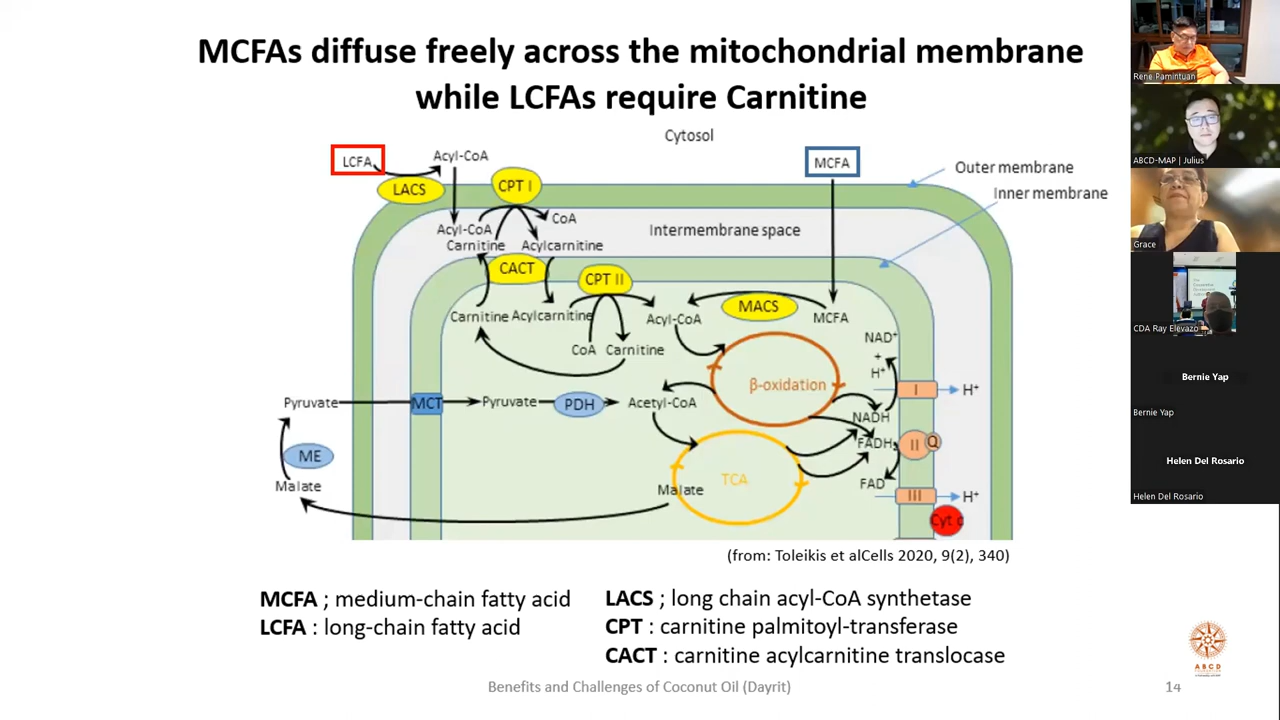 MCFAs diffuse freely across the mitochondrial membrane
while LCFAs require Carnitine
Cytosol
LCFA
Acyl-CoA
MCFA
Outer membrane
LACS
CPT I
Inner membrane
CoA
Acyl-CoA
Intermembrane space
Carnitine
Acylcarnitine
CACT
CPT II
MACS
Carnitine
Acylcarnitine
Acyl-CoA
MCFA
NAD+
+
H+
CoA
Carnitine
β-oxidation
I
H+
Pyruvate
MCT
Pyruvate
PDH
Acetyl-CoA
NADH
FADH2
II
Q
ME
TCA
Malate
Malate
FAD
III
H+
Cyt c
(from: Toleikis et alCells 2020, 9(2), 340)
MCFA ; medium-chain fatty acid
LCFA : long-chain fatty acid
LACS ; long chain acyl-CoA synthetase
CPT : carnitine palmitoyl-transferase
CACT : carnitine acylcarnitine translocase
Benefits and Challenges of Coconut Oil (Dayrit)
14
ABCD
Rene Pamintuan
ABCD-MAP | Julius
Grace
CDA Ray Elevazo
Bernie Yap
Bernie Yap
Helen Del Rosario
Helen Del Rosario